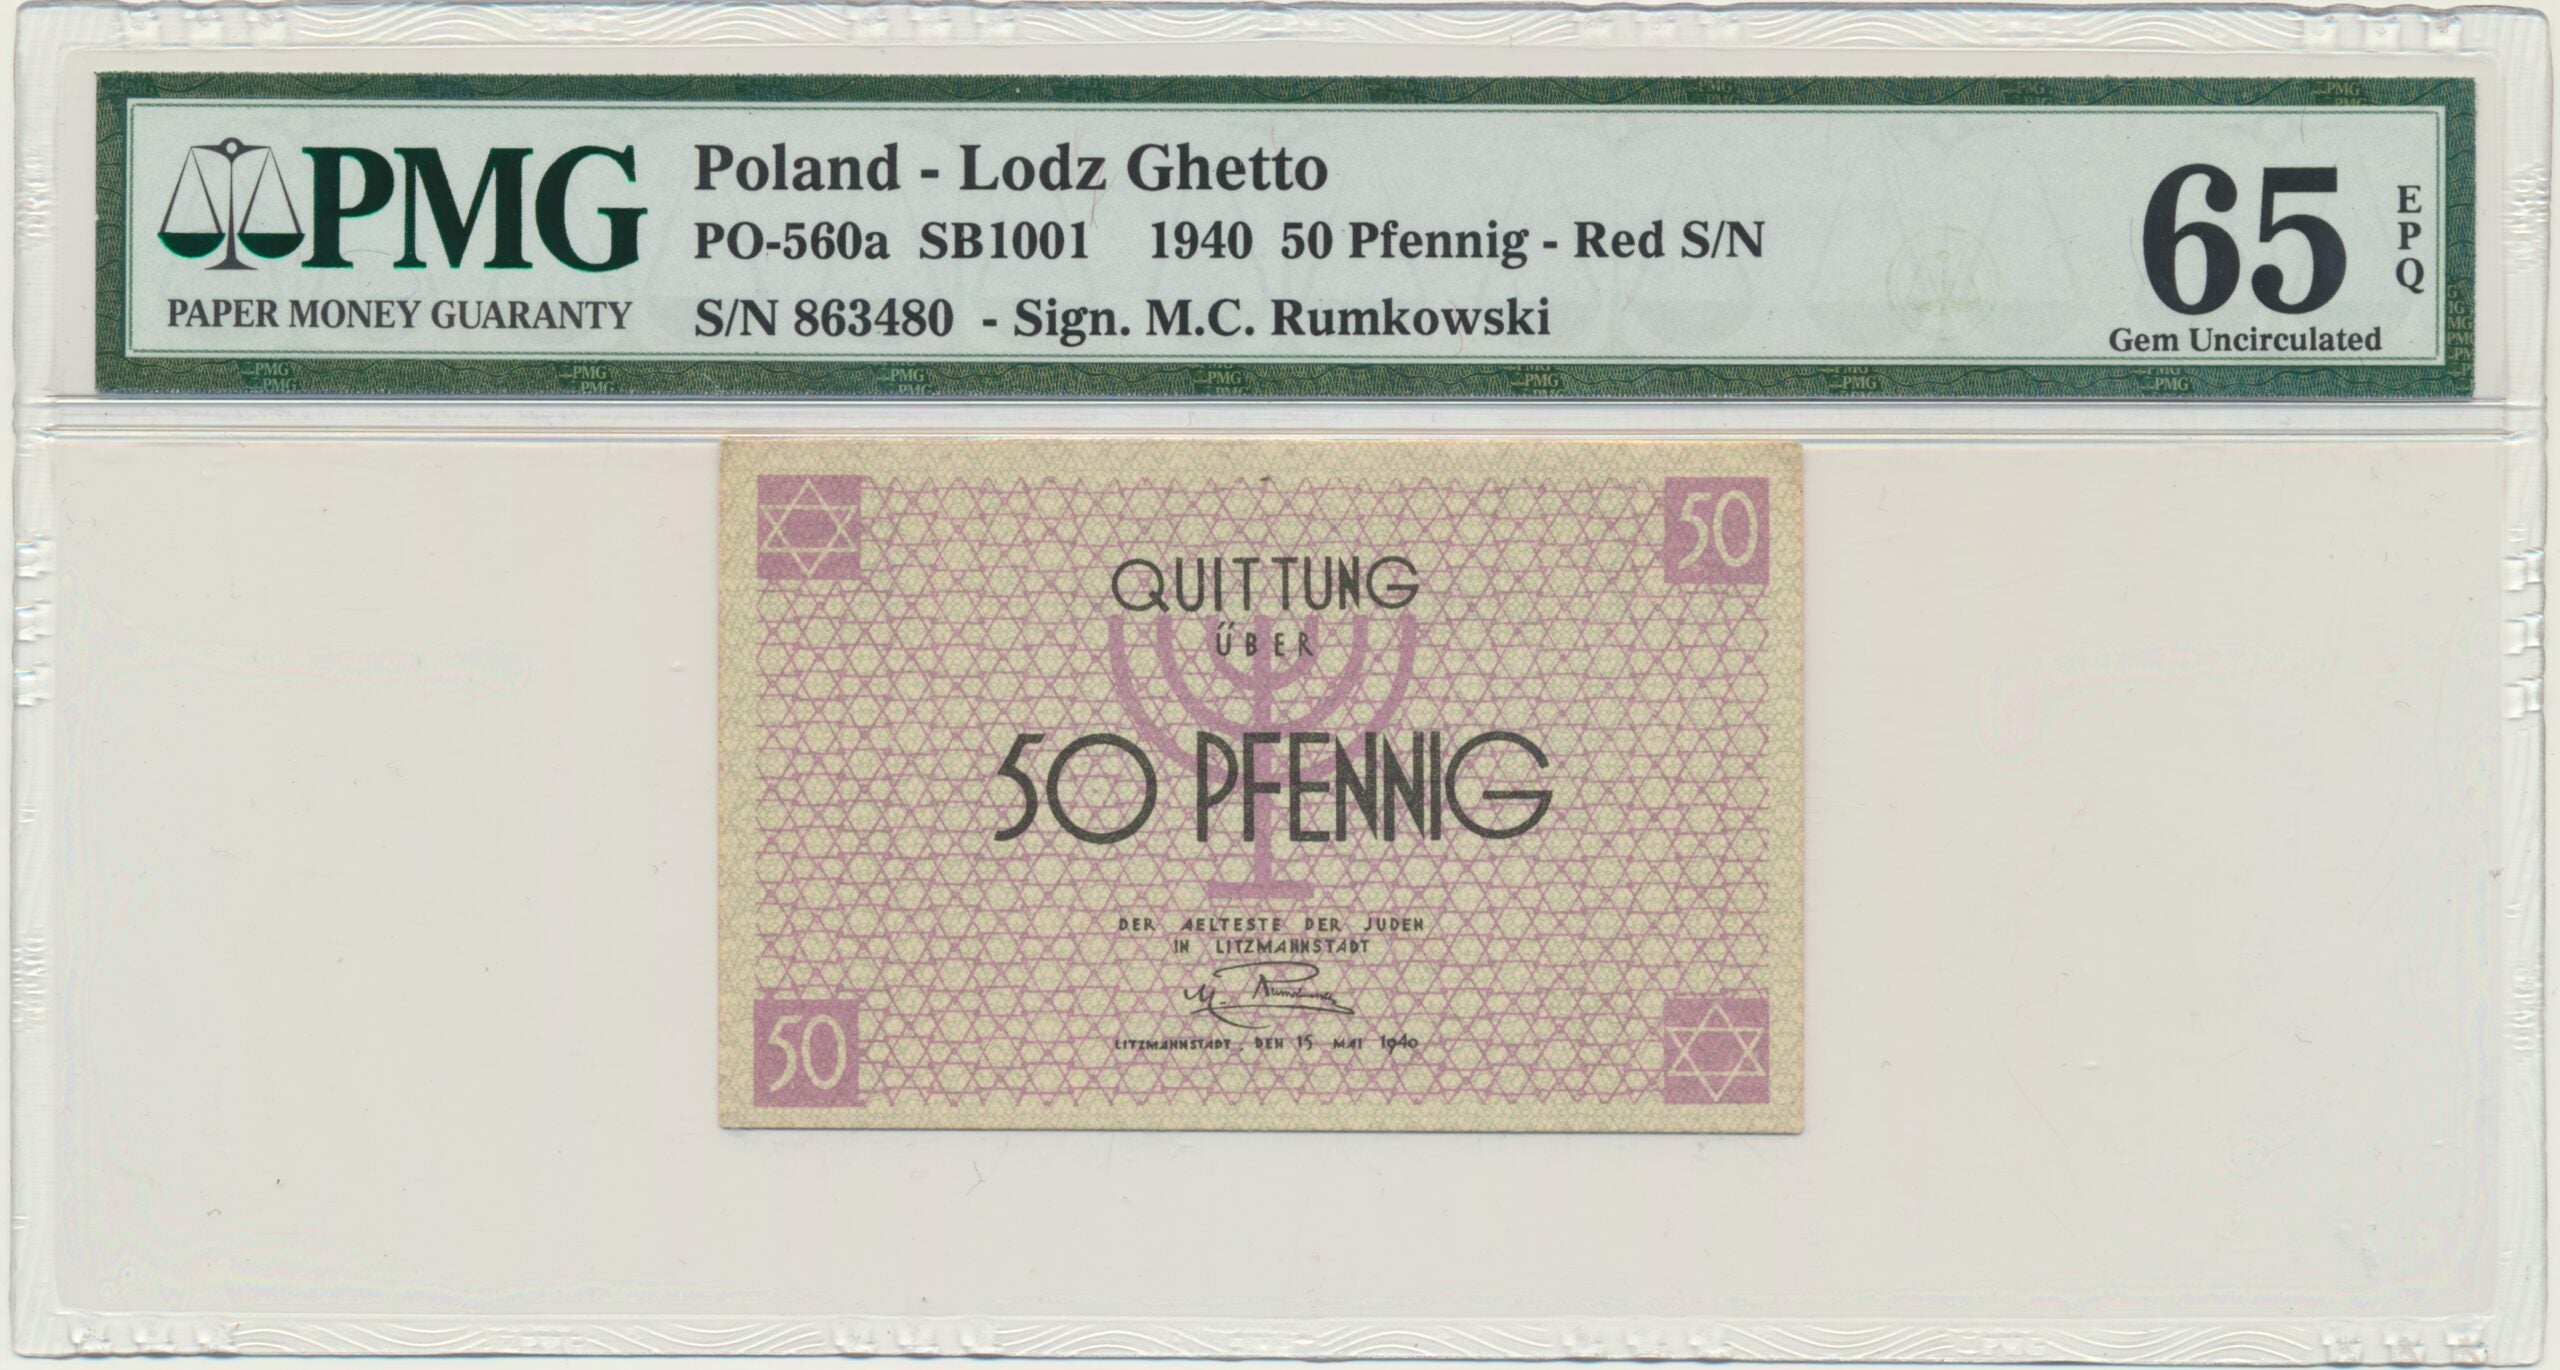 PMG
PAPER MONEY GUARANTY
Poland - Lodz Ghetto
PO-560a SB1001 1940 50 Pfennig - Red S/N
S/N 863480 - Sign. M.C. Rumkowski
65
EPQ
Gem Uncirculated
50
QUITTUNG
ÜBER
50 PFENNIG
DER AELTESTE DER JUDEN
IN LITZMANNSTADT
M. Rumkowski
LITZMANNSTADT, DEN 15 MAI 1940
50